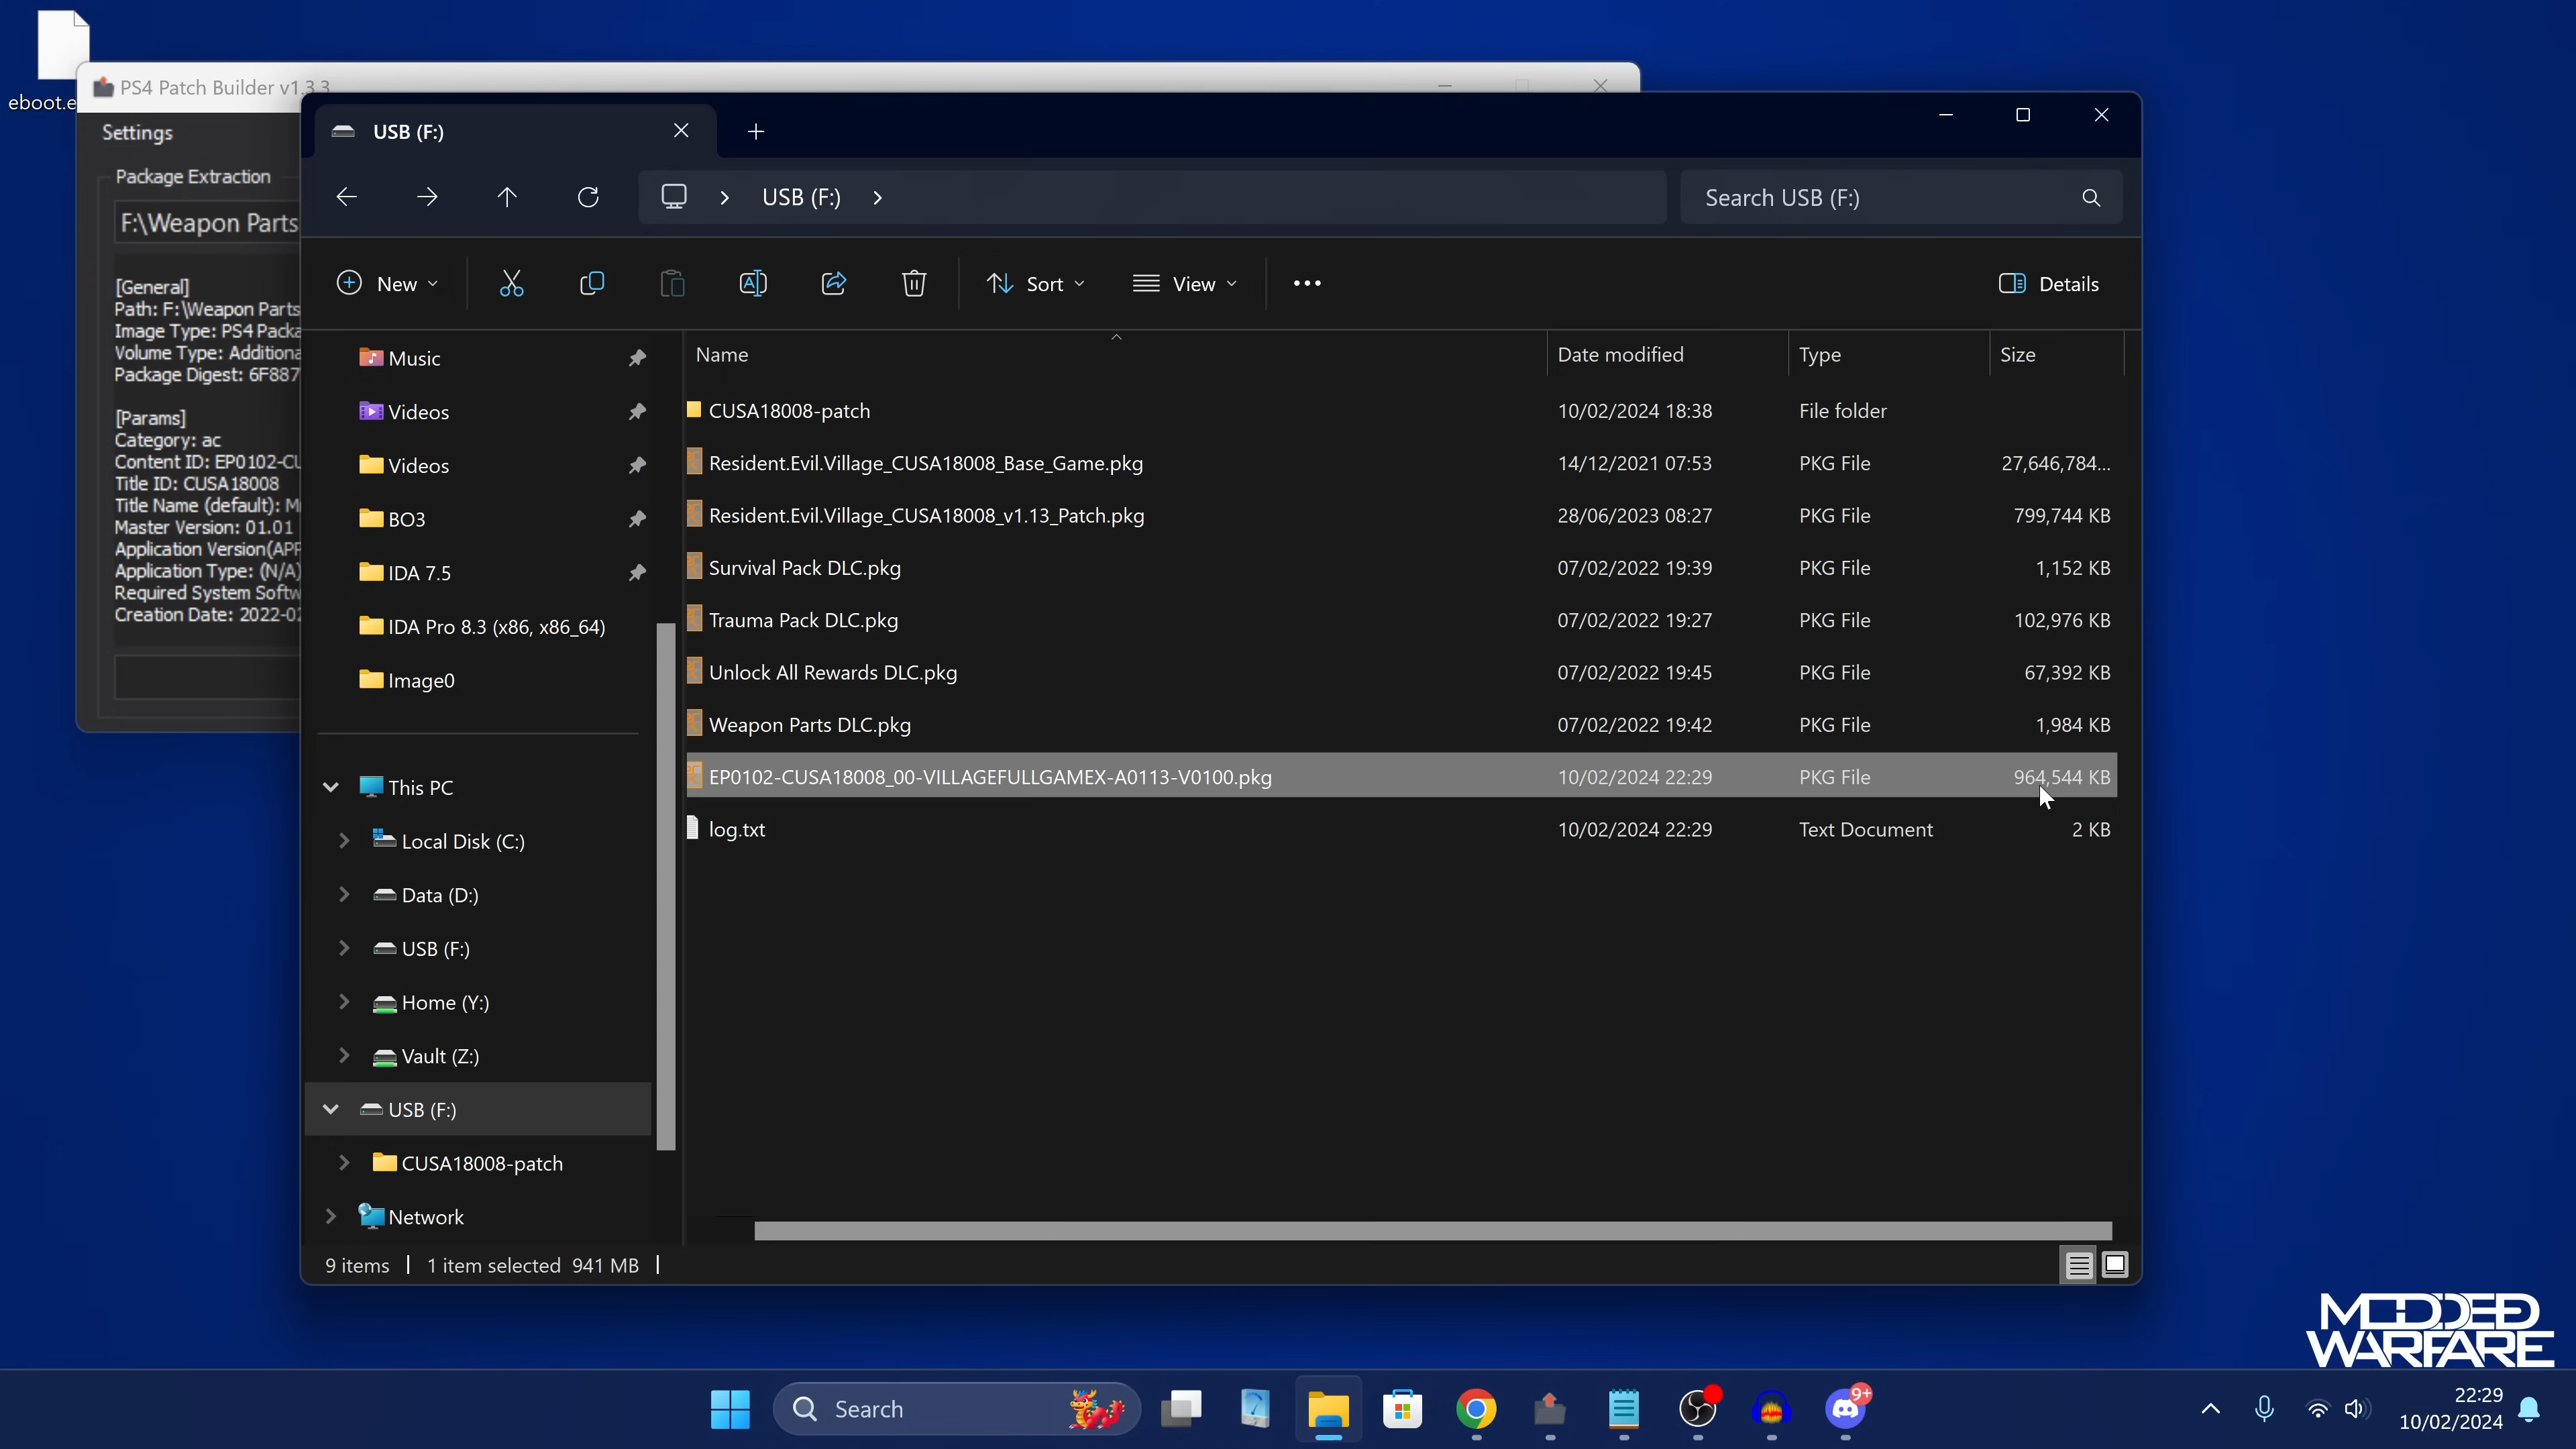 eboot.e
PS4 Patch Builder v1.3.3
Settings
Package Extraction
F:\Weapon Parts
[General]
Path: F:\Weapon Parts
Image Type: PS4 Packa
Volume Type: Additiona
Package Digest: 6F887
[Params]
Category: ac
Content ID: EP0102-CU
Title ID: CUSA18008
Title Name (default): M
Master Version: 01.01
Application Version(APP
Application Type: (N/A)
Required System Softw
Creation Date: 2022-02
USB (F:)
USB (F:)
Search USB (F:)
New
Sort
View
Details
Music
Videos
Videos
BO3
IDA 7.5
IDA Pro 8.3 (x86, x86_64)
Image0
This PC
Local Disk (C:)
Data (D:)
USB (F:)
Home (Y:)
Vault (Z:)
USB (F:)
CUSA18008-patch
Network
Name Date modified Type Size
CUSA18008-patch 10/02/2024 18:38 File folder
Resident.Evil.Village_CUSA18008_Base_Game.pkg 14/12/2021 07:53 PKG File 27,646,784...
Resident.Evil.Village_CUSA18008_v1.13_Patch.pkg 28/06/2023 08:27 PKG File 799,744 KB
Survival Pack DLC.pkg 07/02/2022 19:39 PKG File 1,152 KB
Trauma Pack DLC.pkg 07/02/2022 19:27 PKG File 102,976 KB
Unlock All Rewards DLC.pkg 07/02/2022 19:45 PKG File 67,392 KB
Weapon Parts DLC.pkg 07/02/2022 19:42 PKG File 1,984 KB
EP0102-CUSA18008_00-VILLAGEFULLGAMEX-A0113-V0100.pkg 10/02/2024 22:29 PKG File 964,544 KB
log.txt 10/02/2024 22:29 Text Document 2 KB
9 items 1 item selected 941 MB
MODDED
WARFARE
Search
9+
22:29
10/02/2024